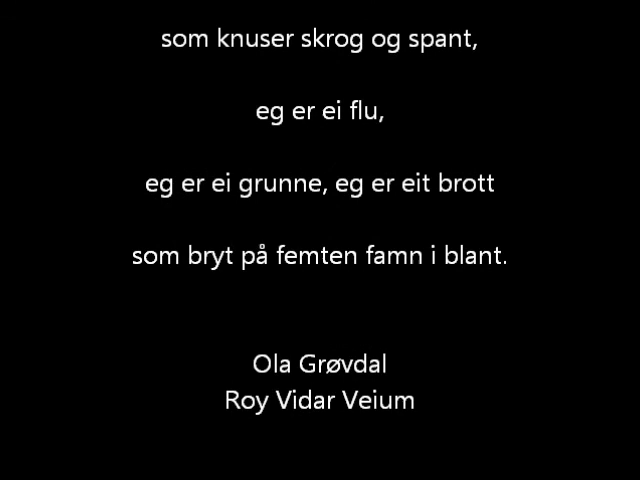 som knuser skrog og spant,
eg er ei flu,
eg er ei grunne, eg er eit brott
som bryt på femten famn i blant.
Ola Grøvdal
Roy Vidar Veium